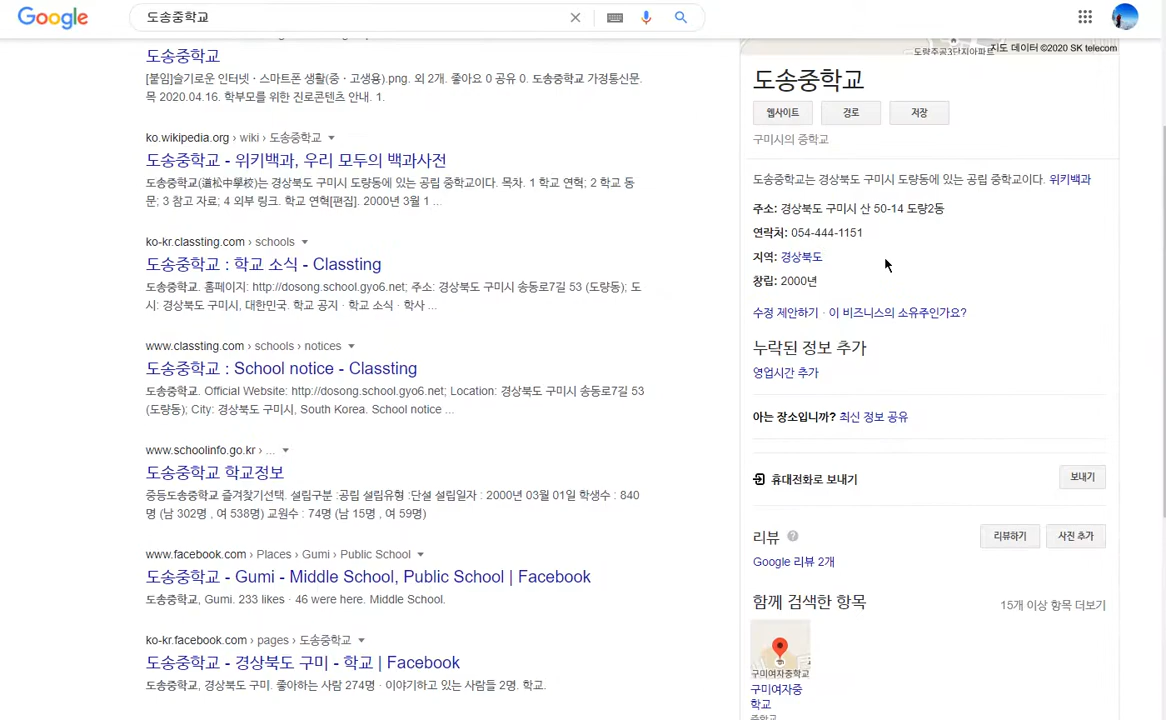 Google
도송중학교
도송중학교
[붙임]슬기로운 인터넷ㆍ스마트폰 생활(중ㆍ고생용).png. 외 2개. 좋아요 0 공유 0. 도송중학교 가정통신문.
목 2020.04.16. 학부모를 위한 진로콘텐츠 안내. 1.
ko.wikipedia.org › wiki › 도송중학교
도송중학교 - 위키백과, 우리 모두의 백과사전
도송중학교(道松中學校)는 경상북도 구미시 도량동에 있는 공립 중학교이다. 목차. 1 학교 연혁; 2 학교 동
문; 3 참고 자료; 4 외부 링크. 학교 연혁[편집]. 2000년 3월 1 ...
ko-kr.classting.com › schools
도송중학교 : 학교 소식 - Classting
도송중학교. 홈페이지: http://dosong.school.gyo6.net; 주소: 경상북도 구미시 송동로7길 53 (도량동); 도
시: 경상북도 구미시, 대한민국. 학교 공지 · 학교 소식 · 학사 ...
www.classting.com › schools › notices
도송중학교 : School notice - Classting
도송중학교. Official Website: http://dosong.school.gyo6.net; Location: 경상북도 구미시 송동로7길 53
(도량동); City: 경상북도 구미시, South Korea. School notice ...
www.schoolinfo.go.kr › ...
도송중학교 학교정보
중등도송중학교 즐겨찾기선택. 설립구분 :공립 설립유형 :단설 설립일자 : 2000년 03월 01일 학생수 : 840
명 (남 302명 , 여 538명) 교원수 : 74명 (남 15명 , 여 59명)
www.facebook.com › Places › Gumi › Public School
도송중학교 - Gumi - Middle School, Public School | Facebook
도송중학교, Gumi. 233 likes · 46 were here. Middle School.
ko-kr.facebook.com › pages › 도송중학교
도송중학교 - 경상북도 구미 - 학교 | Facebook
도송중학교, 경상북도 구미. 좋아하는 사람 274명 · 이야기하고 있는 사람들 2명. 학교.
도량주공3단지아파트
지도 데이터 ©2020 SK telecom
도송중학교
웹사이트 경로 저장
구미시의 중학교
도송중학교는 경상북도 구미시 도량동에 있는 공립 중학교이다. 위키백과
주소: 경상북도 구미시 산 50-14 도량2동
연락처: 054-444-1151
지역: 경상북도
창립: 2000년
수정 제안하기 · 이 비즈니스의 소유주인가요?
누락된 정보 추가
영업시간 추가
아는 장소입니까? 최신 정보 공유
휴대전화로 보내기 보내기
리뷰 리뷰하기 사진 추가
Google 리뷰 2개
함께 검색한 항목 15개 이상 항목 더보기
구미여자중학교
구미여자중
학교
중학교